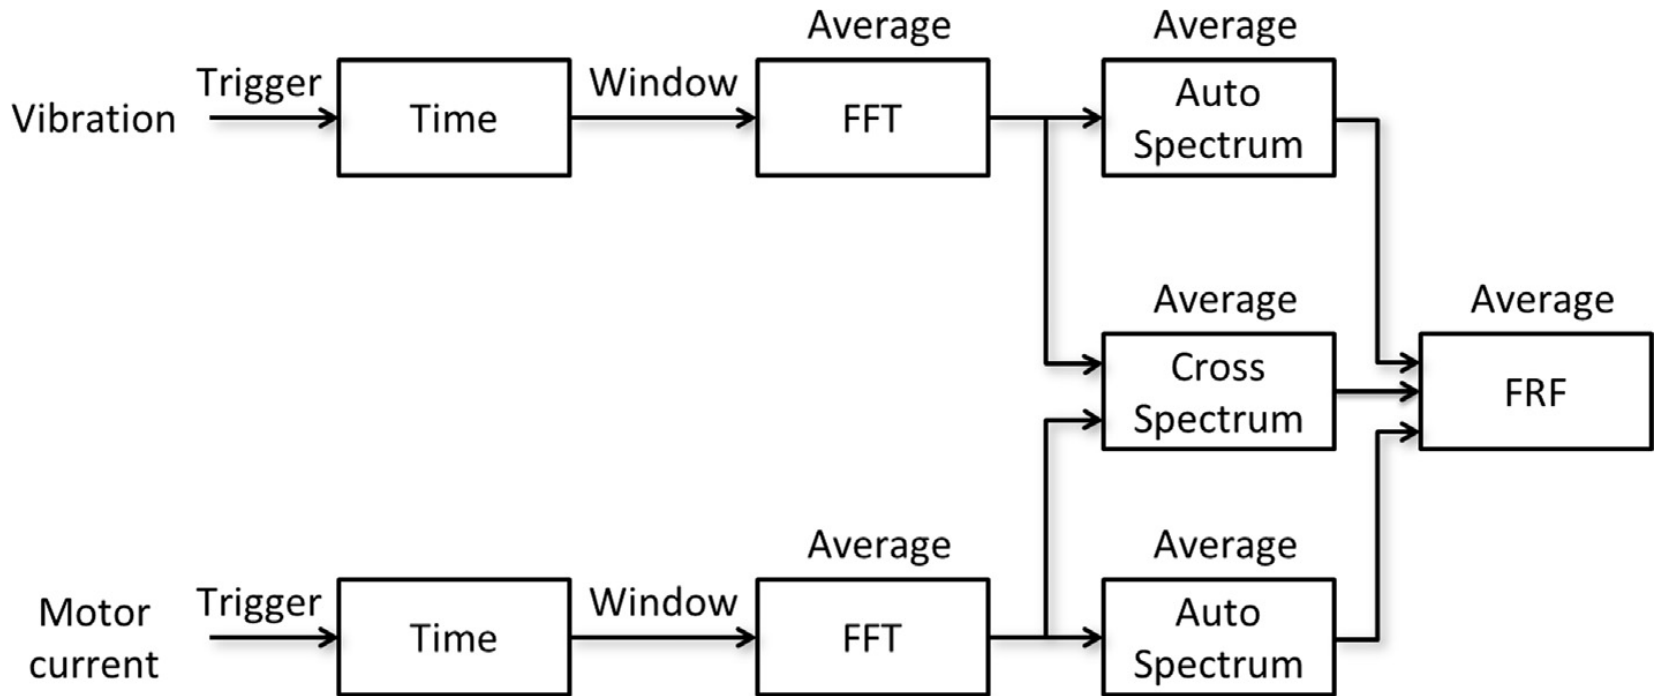 Average
Average
Trigger
Window
Vibration
Time
FFT
Auto
Spectrum
Average
Average
Cross
Spectrum
FRF
Average
Average
Trigger
Window
Motor
current
Time
FFT
Auto
Spectrum